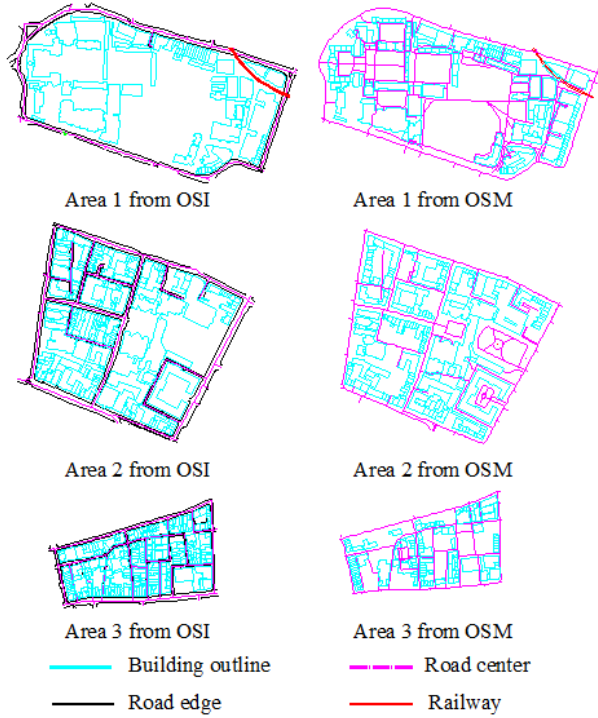 Area 1 from OSI
Area 1 from OSM
Area 2 from OSI
Area 2 from OSM
Area 3 from OSI
Area 3 from OSM
Building outline
Road center
Road edge
Railway